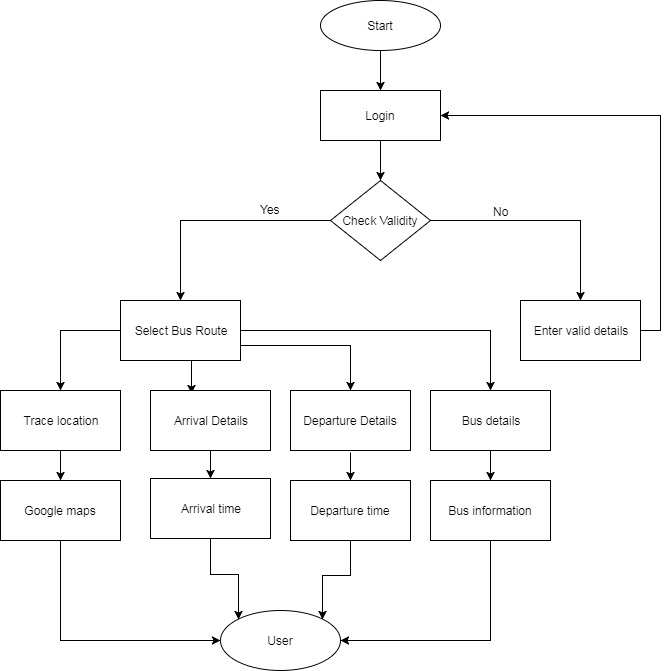 Start
Login
Check Validity
Yes
No
Select Bus Route
Enter valid details
Trace location
Arrival Details
Departure Details
Bus details
Google maps
Arrival time
Departure time
Bus information
User